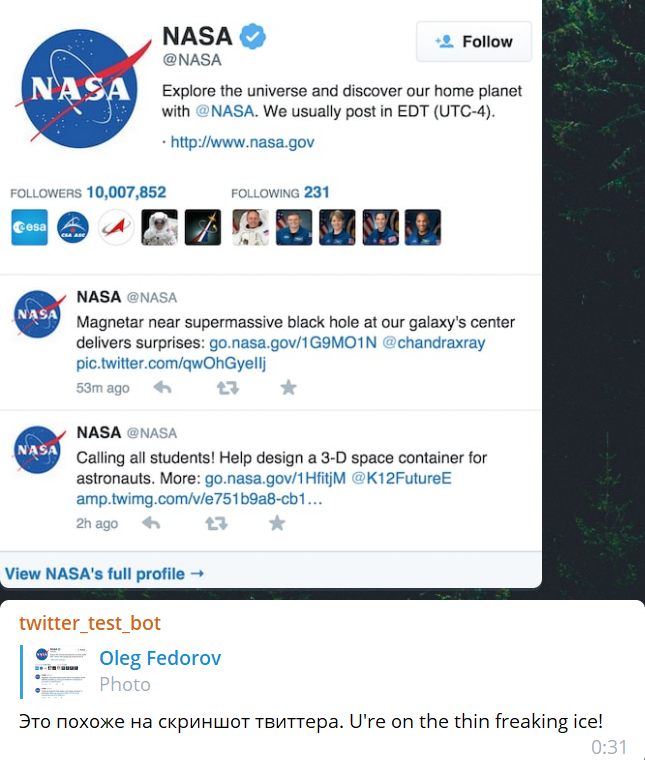 NASA
NASA
@NASA
Follow
Explore the universe and discover our home planet
with @NASA. We usually post in EDT (UTC-4).
· http://www.nasa.gov
FOLLOWERS 10,007,852 FOLLOWING 231
esa
NASA
NASA @NASA
Magnetar near supermassive black hole at our galaxy's center
delivers surprises: go.nasa.gov/1G9MO1N @chandraxray
pic.twitter.com/qwOhGyeIlj
53m ago
NASA
NASA @NASA
Calling all students! Help design a 3-D space container for
astronauts. More: go.nasa.gov/1HfitjM @K12FutureE
amp.twimg.com/v/e751b9a8-cb1…
2h ago
View NASA's full profile →
twitter_test_bot
Oleg Fedorov
Photo
Это похоже на скриншот твиттера. U're on the thin freaking ice!
0:31